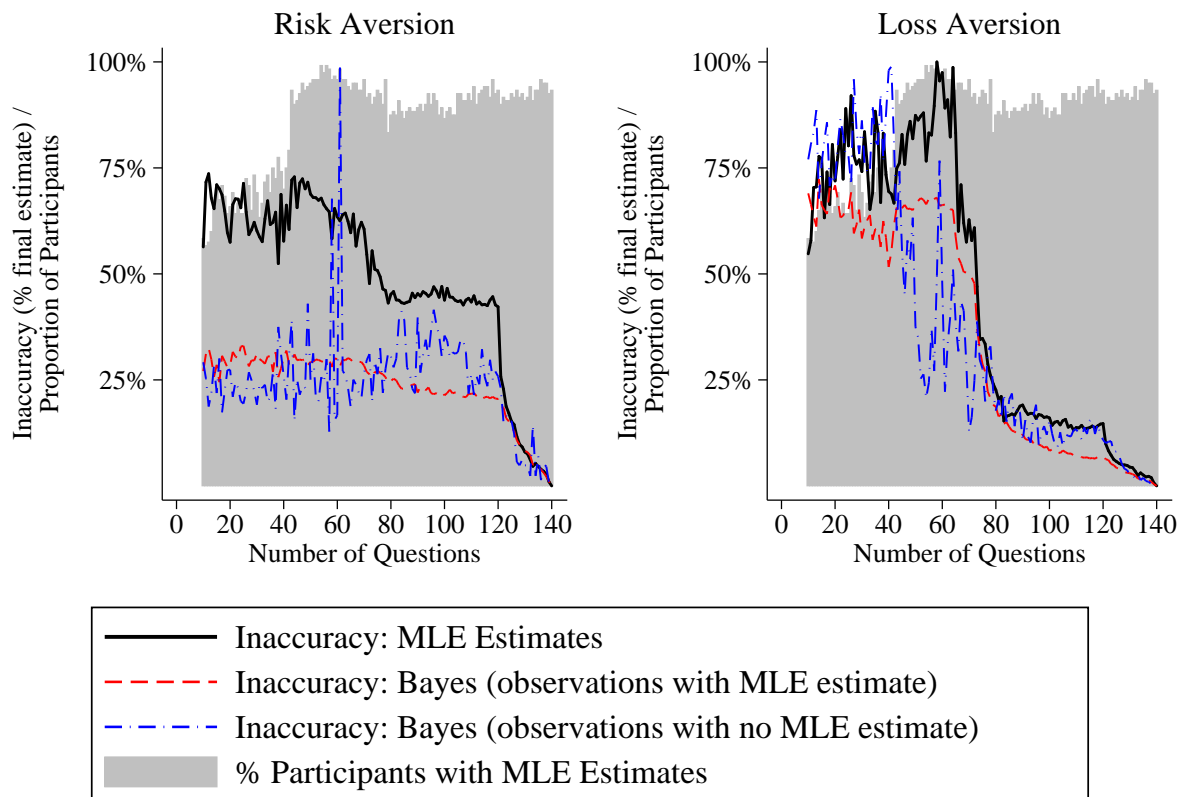 Risk Aversion
Inaccuracy (% final estimate) /
Proportion of Participants
100%
75%
50%
25%
0 20 40 60 80 100 120 140
Number of Questions
Loss Aversion
Inaccuracy (% final estimate) /
Proportion of Participants
100%
75%
50%
25%
0 20 40 60 80 100 120 140
Number of Questions
Inaccuracy: MLE Estimates
Inaccuracy: Bayes (observations with MLE estimate)
Inaccuracy: Bayes (observations with no MLE estimate)
% Participants with MLE Estimates